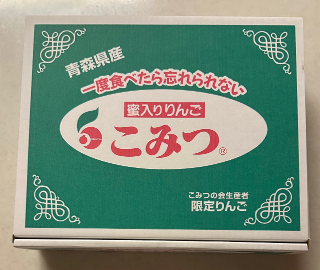 青森県産
一度食べたら忘れられない
蜜入りりんご
こみつ®
こみつの会生産者
限定りんご